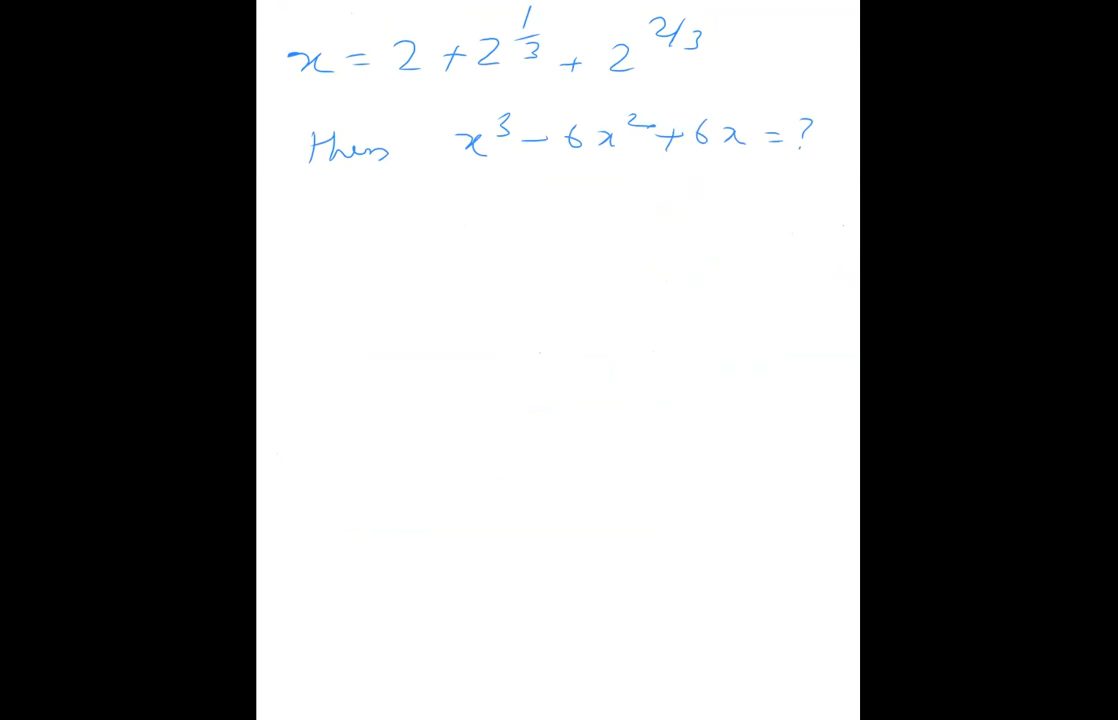 x = 2 + 2^{1/3} + 2^{2/3}
then x^3 - 6x^2 + 6x = ?